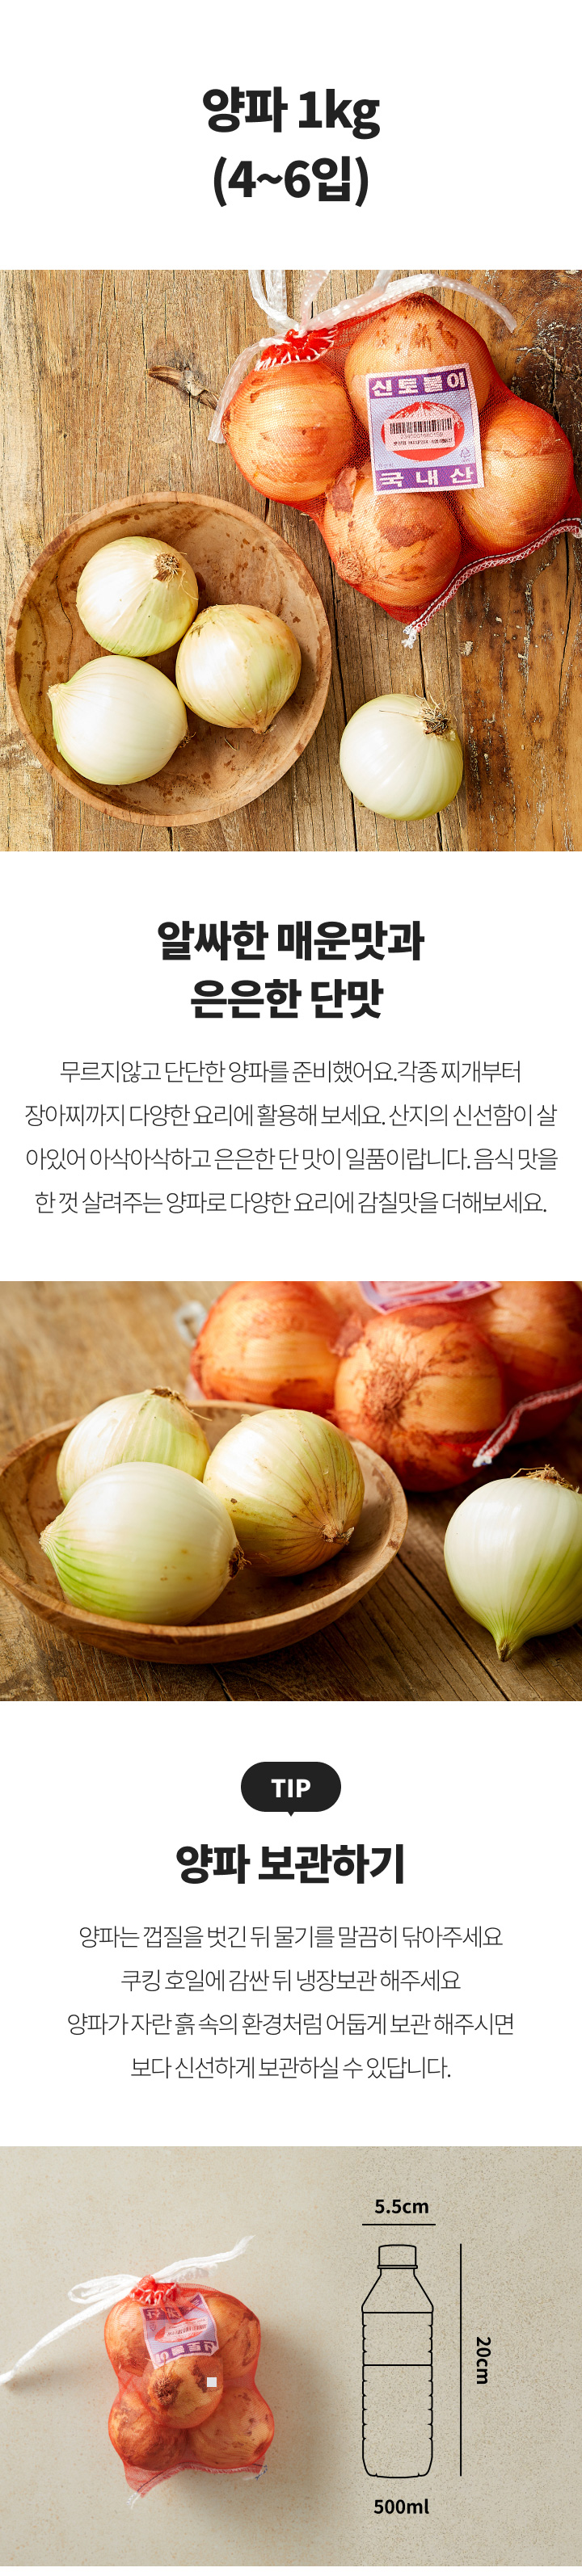 양파 1kg
(4~6입)
신토불이
국내산
알싸한 매운맛과
은은한 단맛
무르지않고 단단한 양파를 준비했어요.각종 찌개부터
장아찌까지 다양한 요리에 활용해 보세요. 산지의 신선함이 살
아있어 아삭아삭하고 은은한 단 맛이 일품이랍니다. 음식 맛을
한 껏 살려주는 양파로 다양한 요리에 감칠맛을 더해보세요.
TIP
양파 보관하기
양파는 껍질을 벗긴 뒤 물기를 말끔히 닦아주세요
쿠킹 호일에 감싼 뒤 냉장보관 해주세요
양파가 자란 흙 속의 환경처럼 어둡게 보관 해주시면
보다 신선하게 보관하실 수 있답니다.
5.5cm
20cm
신토불이
500ml